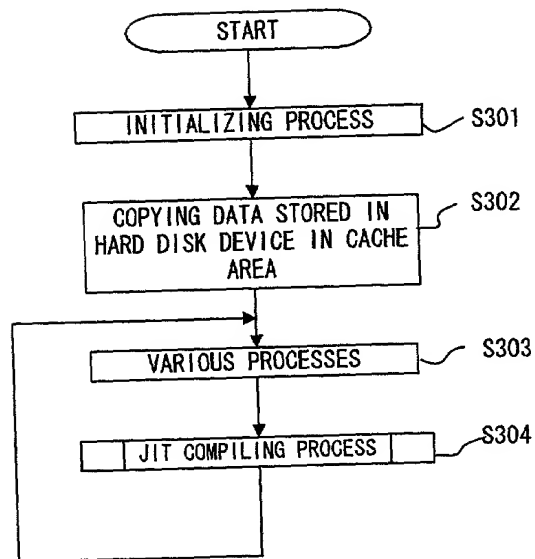 START
INITIALIZING PROCESS
S301
COPYING DATA STORED IN
HARD DISK DEVICE IN CACHE
AREA
S302
VARIOUS PROCESSES
S303
JIT COMPILING PROCESS
S304